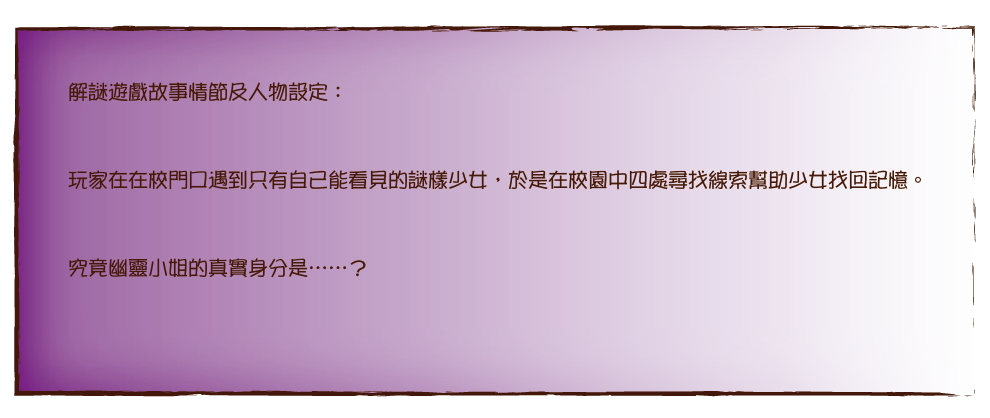 解謎遊戲故事情節及人物設定：
玩家在在校門口遇到只有自己能看見的謎樣少女，於是在校園中四處尋找線索幫助少女找回記憶。
究竟幽靈小姐的真實身分是……？